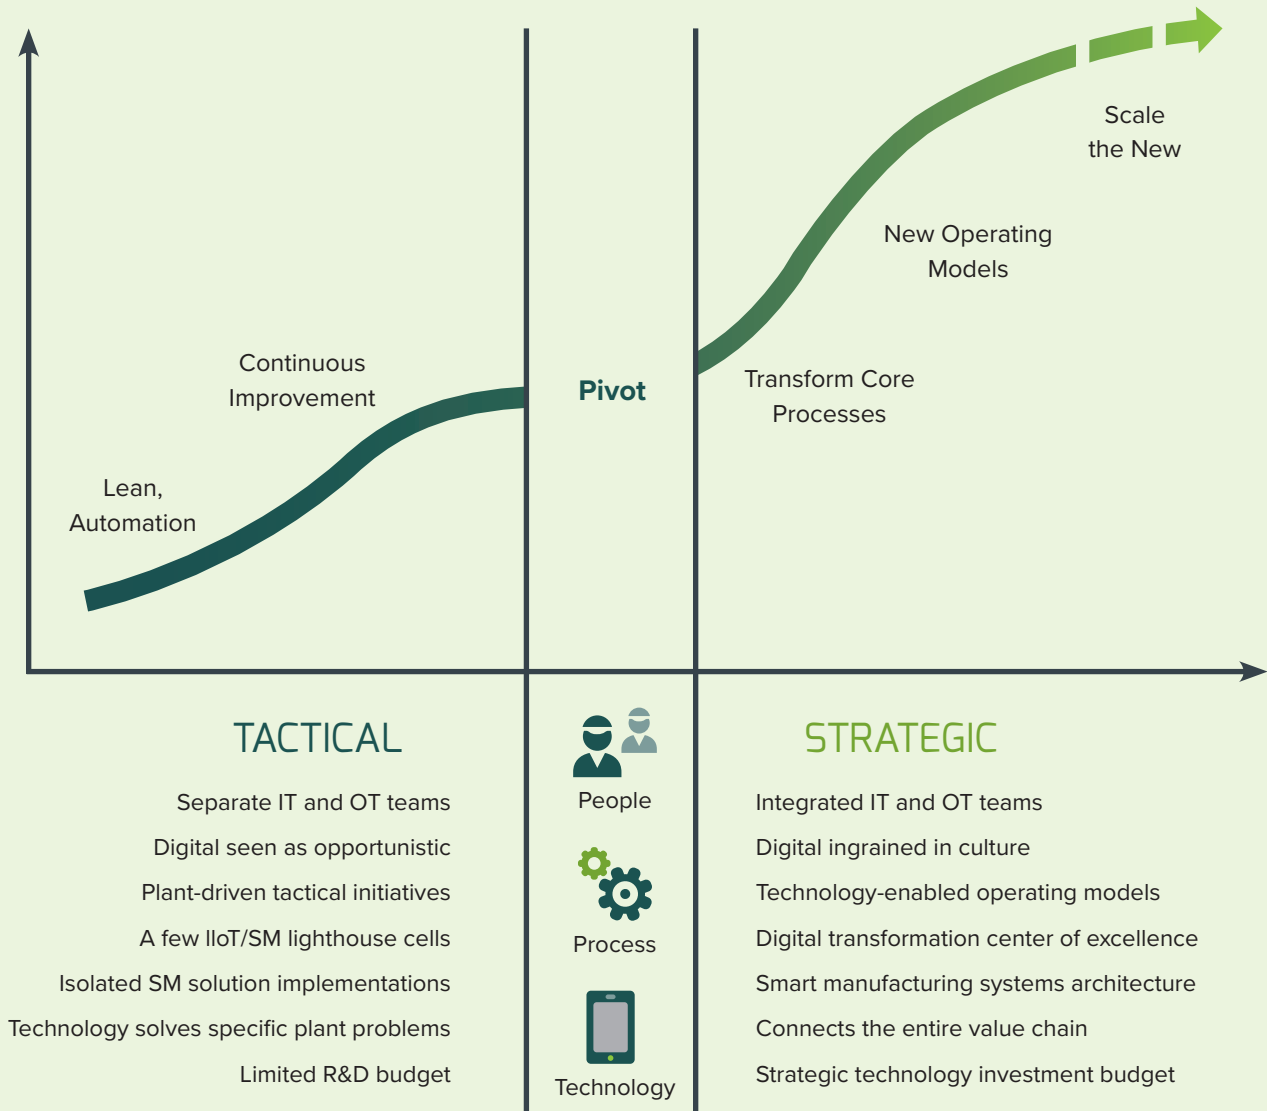 Scale
the New
New Operating
Models
Continuous
Improvement
Pivot
Transform Core
Processes
Lean,
Automation
TACTICAL
Separate IT and OT teams
Digital seen as opportunistic
Plant-driven tactical initiatives
A few IIoT/SM lighthouse cells
Isolated SM solution implementations
Technology solves specific plant problems
Limited R&D budget
People
Process
Technology
STRATEGIC
Integrated IT and OT teams
Digital ingrained in culture
Technology-enabled operating models
Digital transformation center of excellence
Smart manufacturing systems architecture
Connects the entire value chain
Strategic technology investment budget